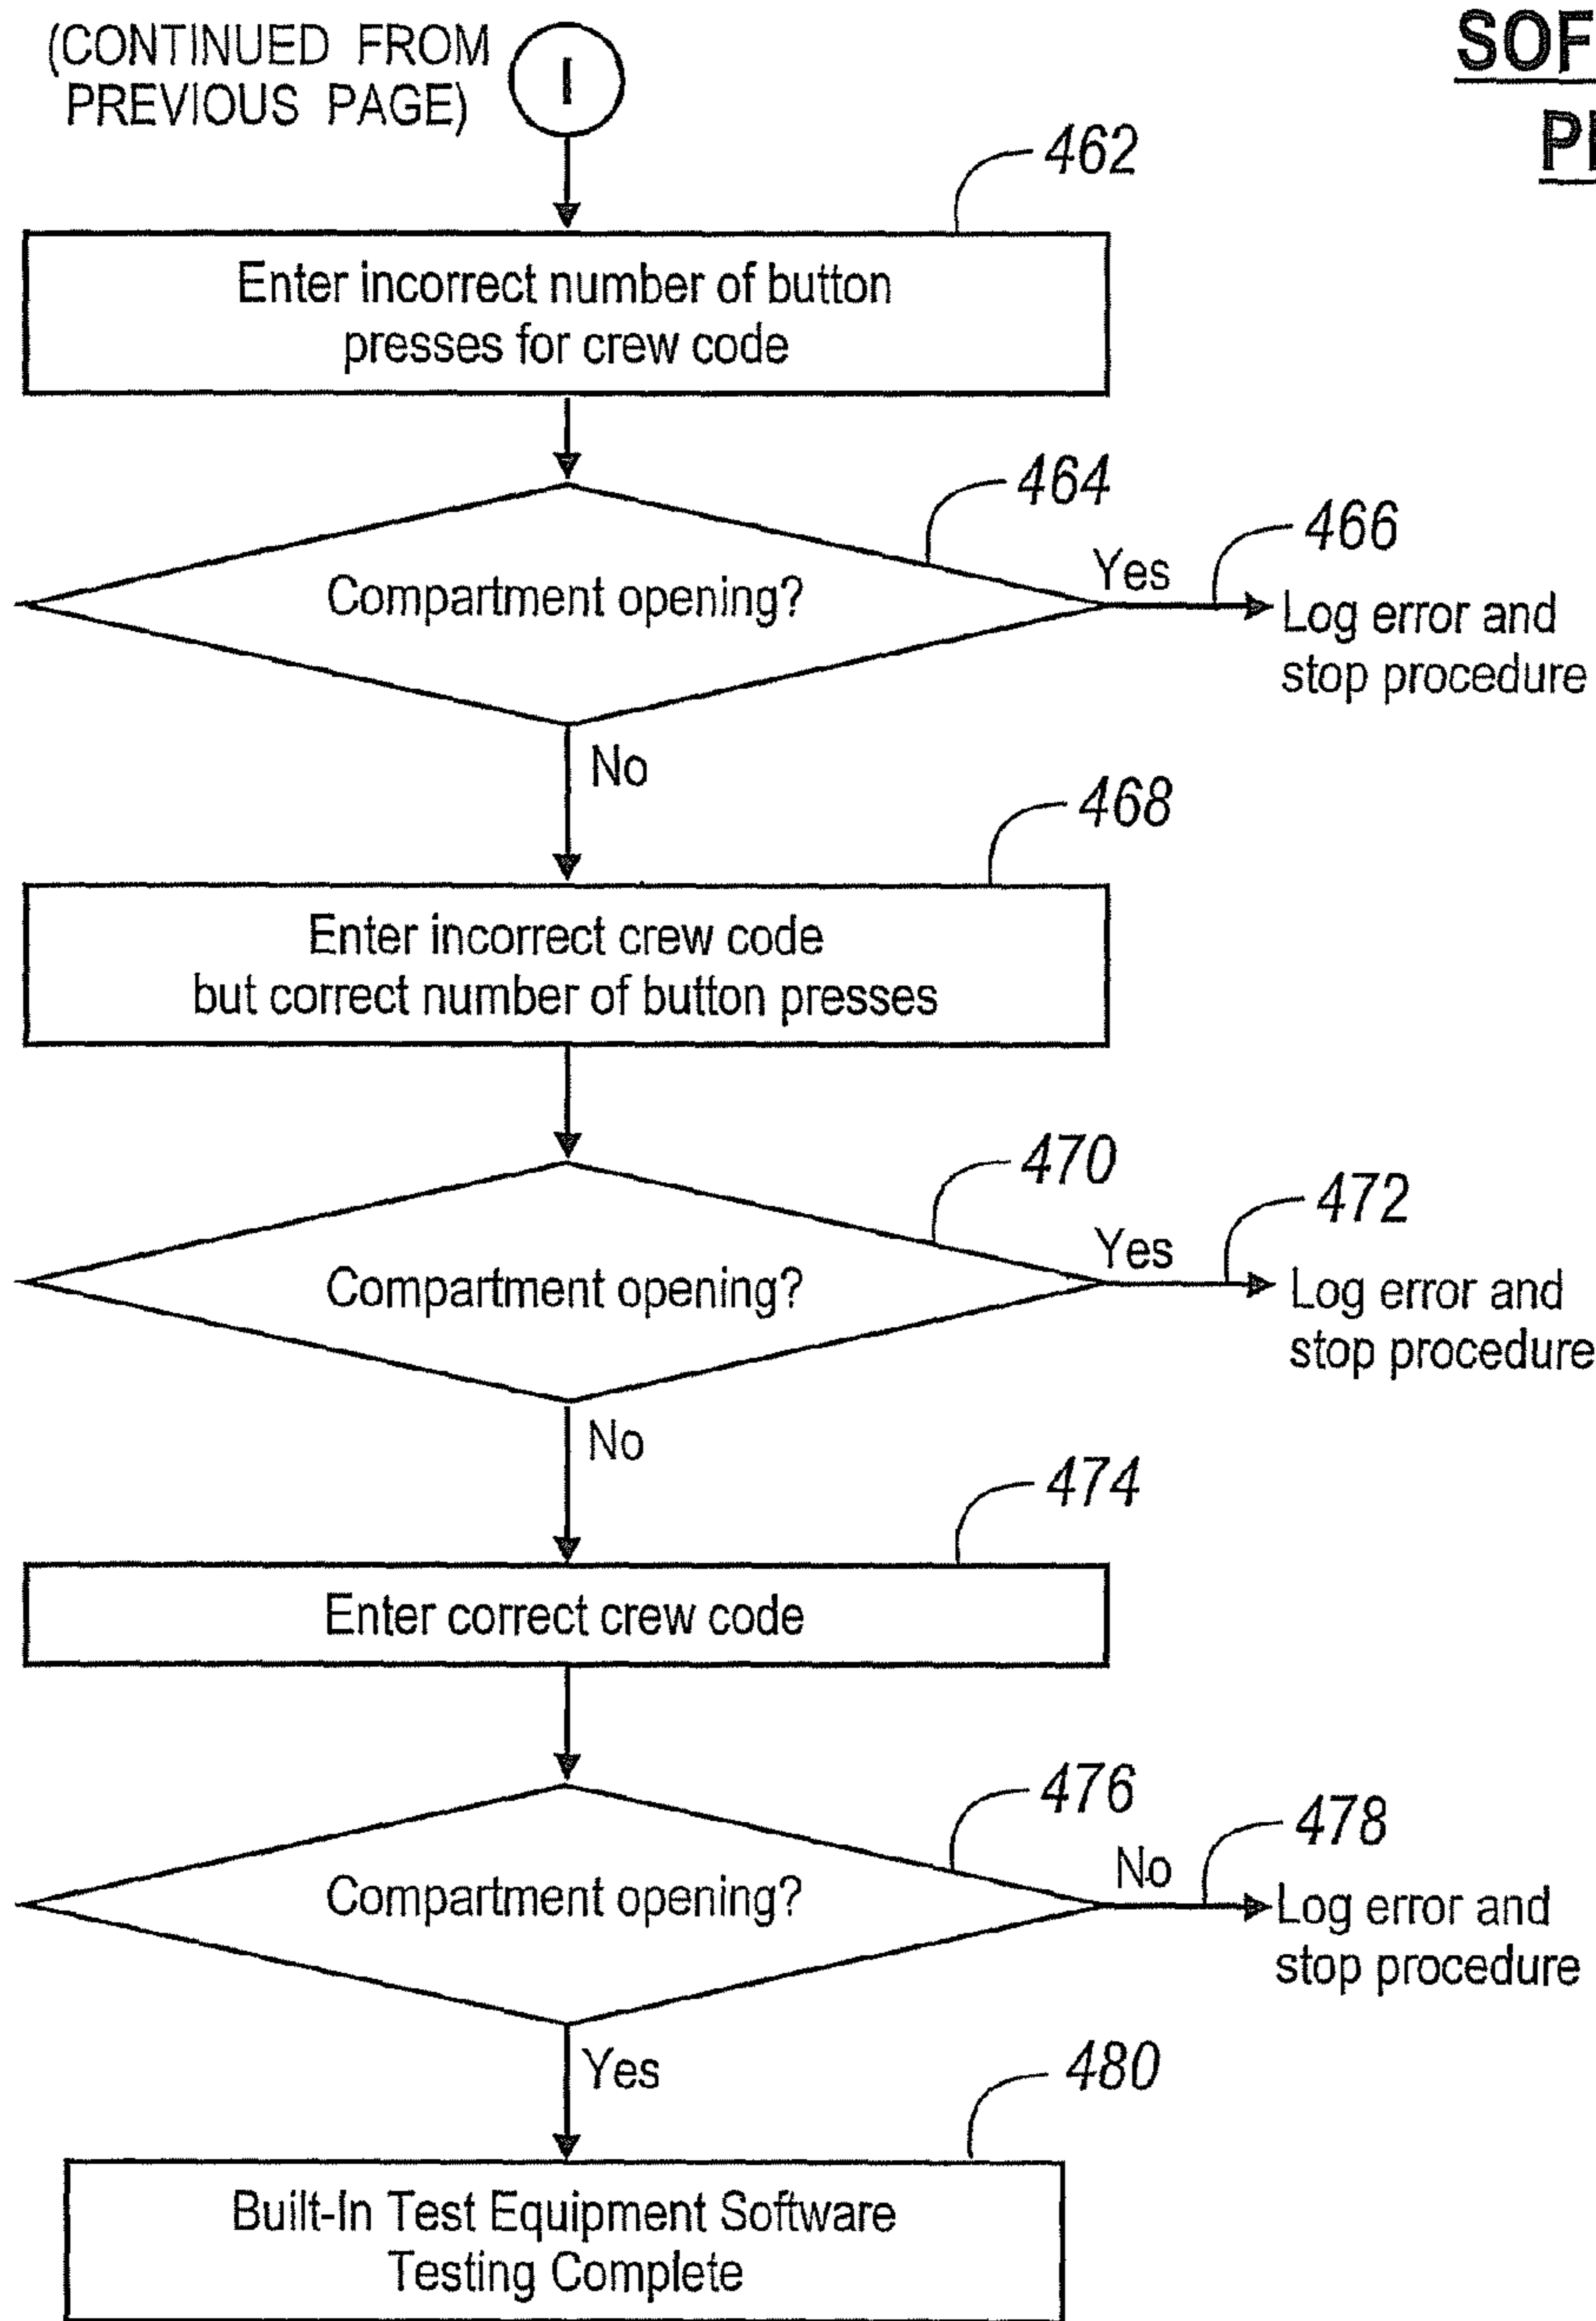 (CONTINUED FROM
PREVIOUS PAGE)
I
462
Enter incorrect number of button
presses for crew code
464
Compartment opening?
Yes
466
Log error and
stop procedure
No
468
Enter incorrect crew code
but correct number of button presses
470
Compartment opening?
Yes
472
Log error and
stop procedure
No
474
Enter correct crew code
476
Compartment opening?
No
478
Log error and
stop procedure
Yes
480
Built-In Test Equipment Software
Testing Complete